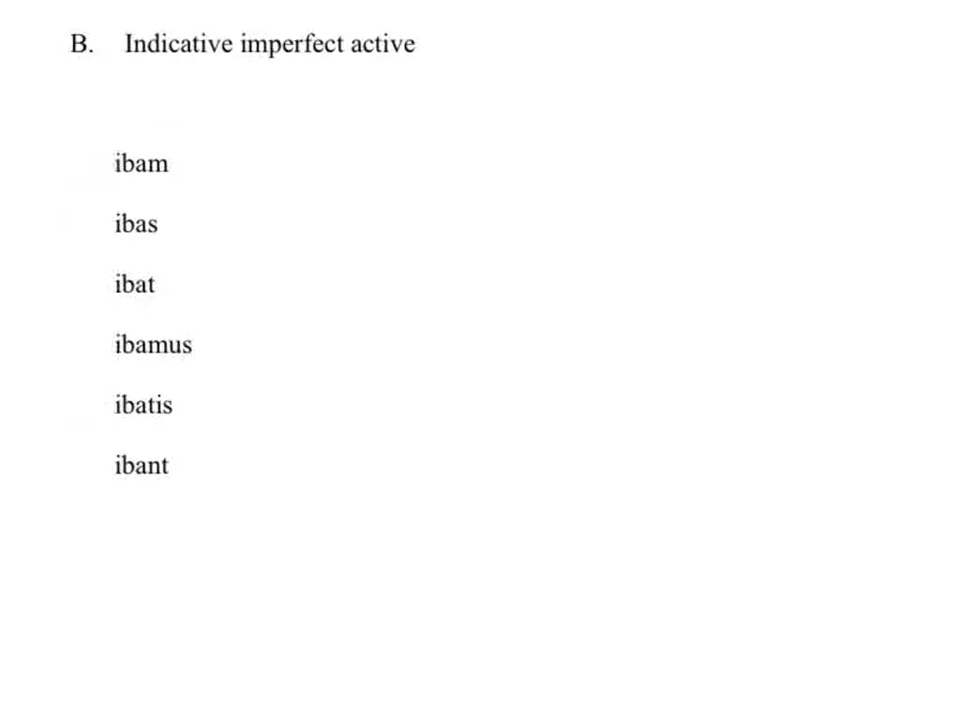 B. Indicative imperfect active
ibam
ibas
ibat
ibamus
ibatis
ibant